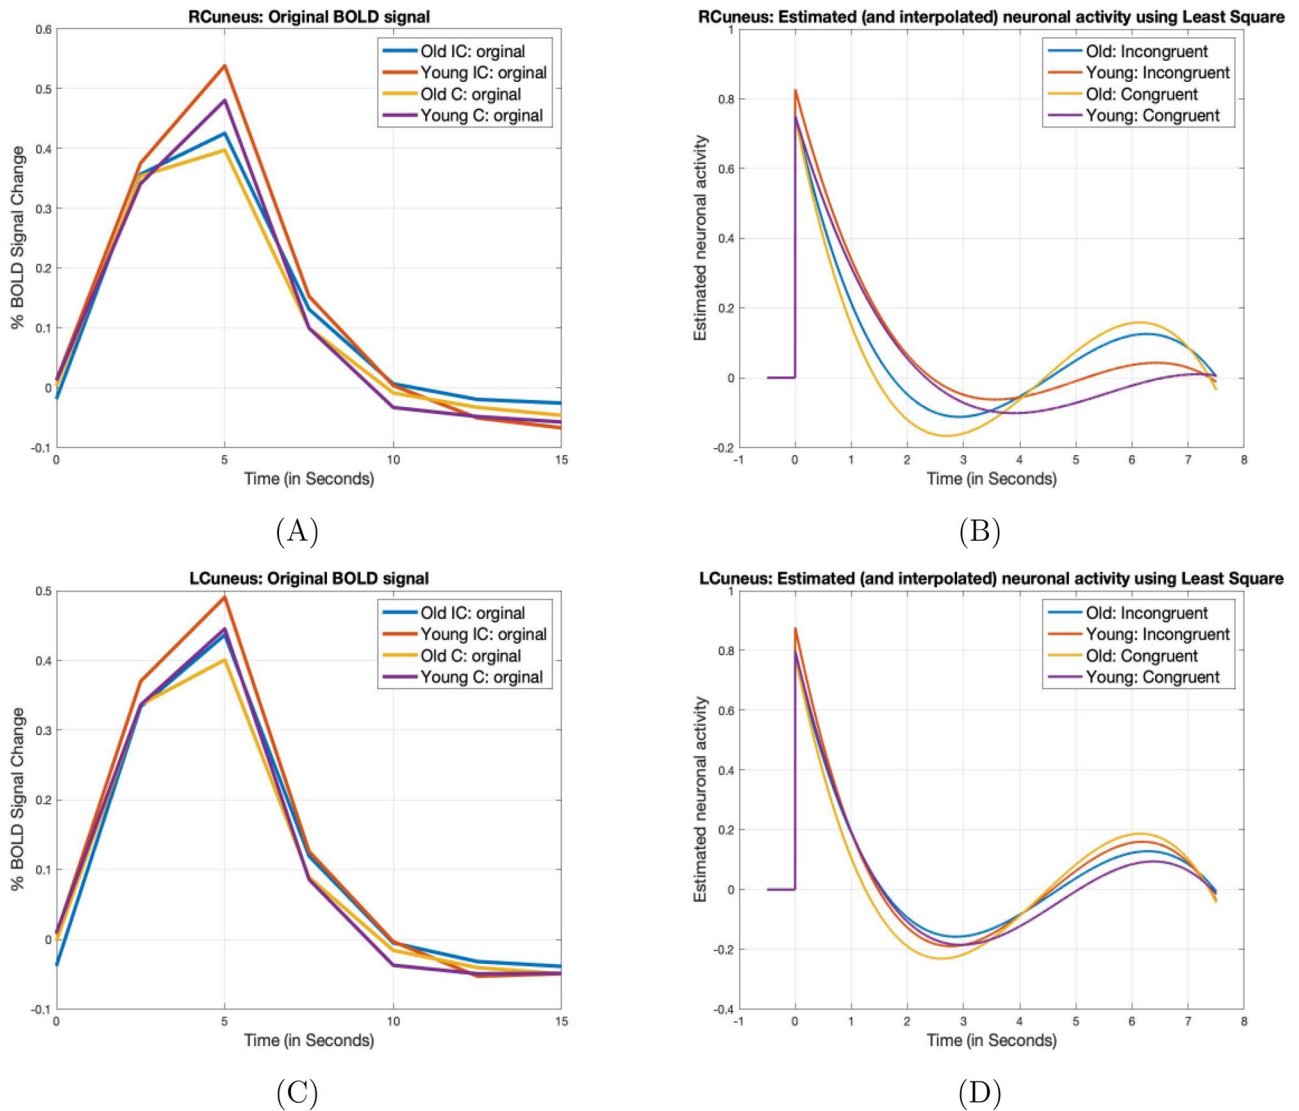 RCuneus: Original BOLD signal
0.6
0.5
0.4
0.3
0.2
0.1
0
-0.1
0
5
10
15
% BOLD Signal Change
Time (in Seconds)
Old IC: orginal
Young IC: orginal
Old C: orginal
Young C: orginal
(A)
RCuneus: Estimated (and interpolated) neuronal activity using Least Square
1
0.8
0.6
0.4
0.2
0
-0.2
-1
0
1
2
3
4
5
6
7
8
Estimated neuronal activity
Time (in Seconds)
Old: Incongruent
Young: Incongruent
Old: Congruent
Young: Congruent
(B)
LCuneus: Original BOLD signal
0.5
0.4
0.3
0.2
0.1
0
-0.1
0
5
10
15
% BOLD Signal Change
Time (in Seconds)
Old IC: orginal
Young IC: orginal
Old C: orginal
Young C: orginal
(C)
LCuneus: Estimated (and interpolated) neuronal activity using Least Square
1
0.8
0.6
0.4
0.2
0
-0.2
-0.4
-1
0
1
2
3
4
5
6
7
8
Estimated neuronal activity
Time (in Seconds)
Old: Incongruent
Young: Incongruent
Old: Congruent
Young: Congruent
(D)